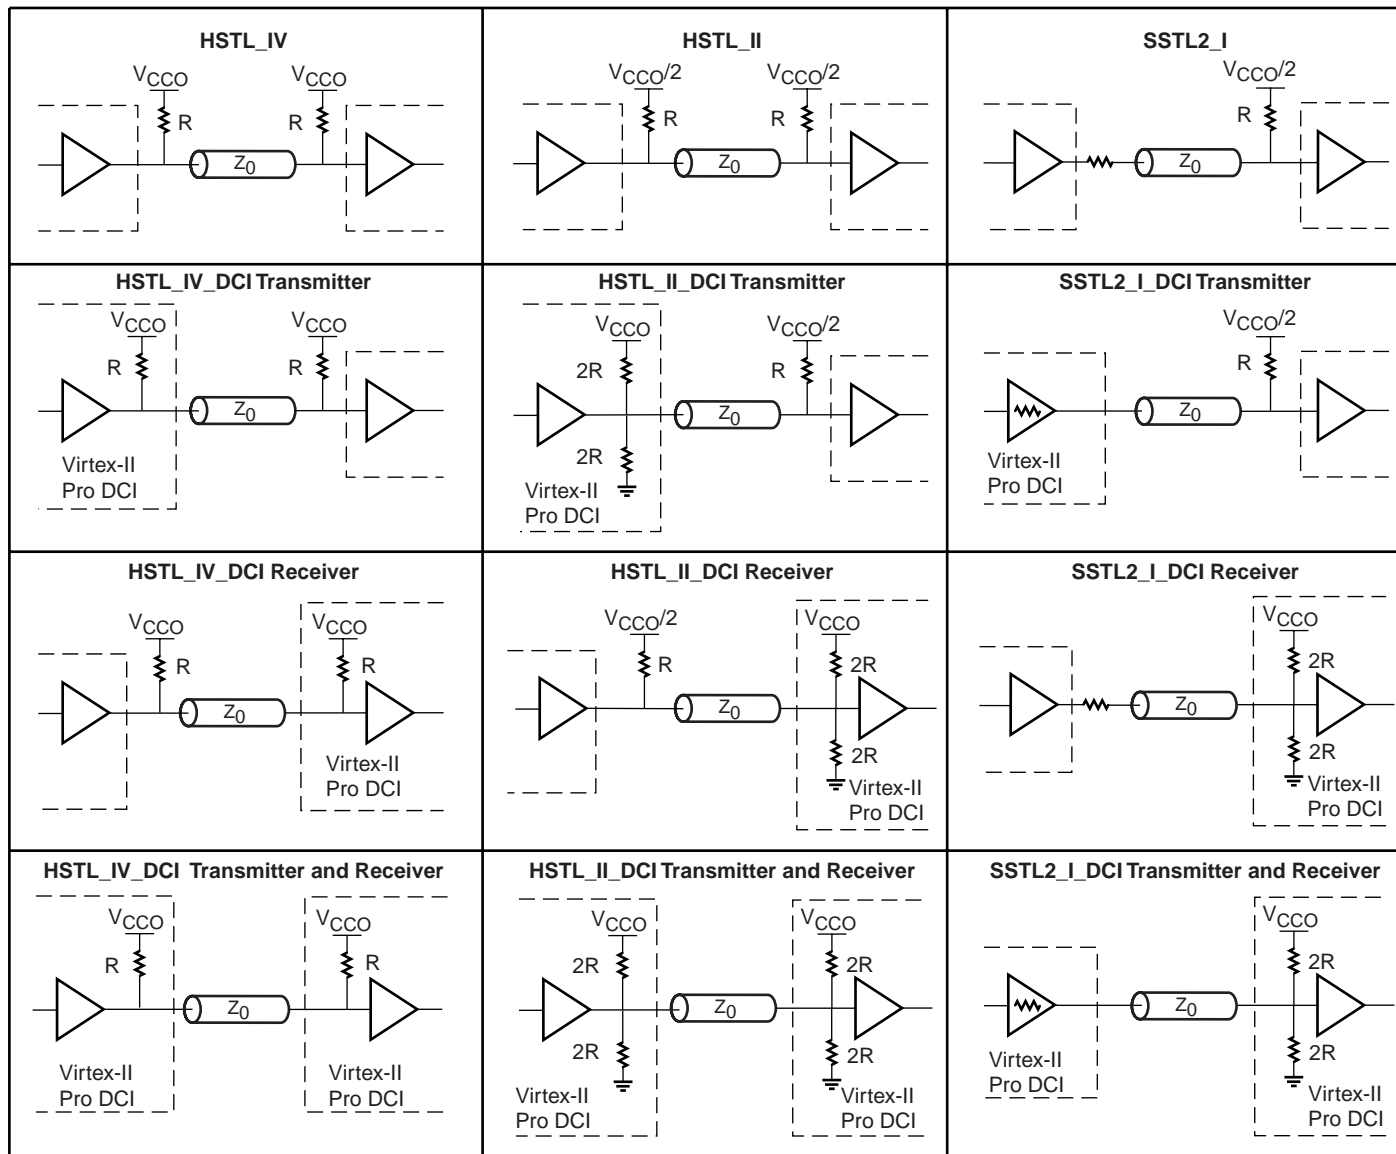 HSTL_IV
VCCO
VCCO
R
R
Z0
HSTL_II
VCCO/2
VCCO/2
R
R
Z0
SSTL2_I
VCCO/2
R
Z0
HSTL_IV_DCI Transmitter
VCCO
VCCO
R
R
Z0
Virtex-II
Pro DCI
HSTL_II_DCI Transmitter
VCCO
VCCO/2
2R
R
Z0
2R
Virtex-II
Pro DCI
SSTL2_I_DCI Transmitter
VCCO/2
R
Z0
Virtex-II
Pro DCI
HSTL_IV_DCI Receiver
VCCO
VCCO
R
R
Z0
Virtex-II
Pro DCI
HSTL_II_DCI Receiver
VCCO/2
VCCO
R
2R
Z0
2R
Virtex-II
Pro DCI
SSTL2_I_DCI Receiver
VCCO
2R
Z0
2R
Virtex-II
Pro DCI
HSTL_IV_DCI Transmitter and Receiver
VCCO
VCCO
R
R
Z0
Virtex-II
Pro DCI
Virtex-II
Pro DCI
HSTL_II_DCI Transmitter and Receiver
VCCO
VCCO
2R
2R
Z0
2R
2R
Virtex-II
Pro DCI
Virtex-II
Pro DCI
SSTL2_I_DCI Transmitter and Receiver
VCCO
2R
Z0
2R
Virtex-II
Pro DCI
Virtex-II
Pro DCI